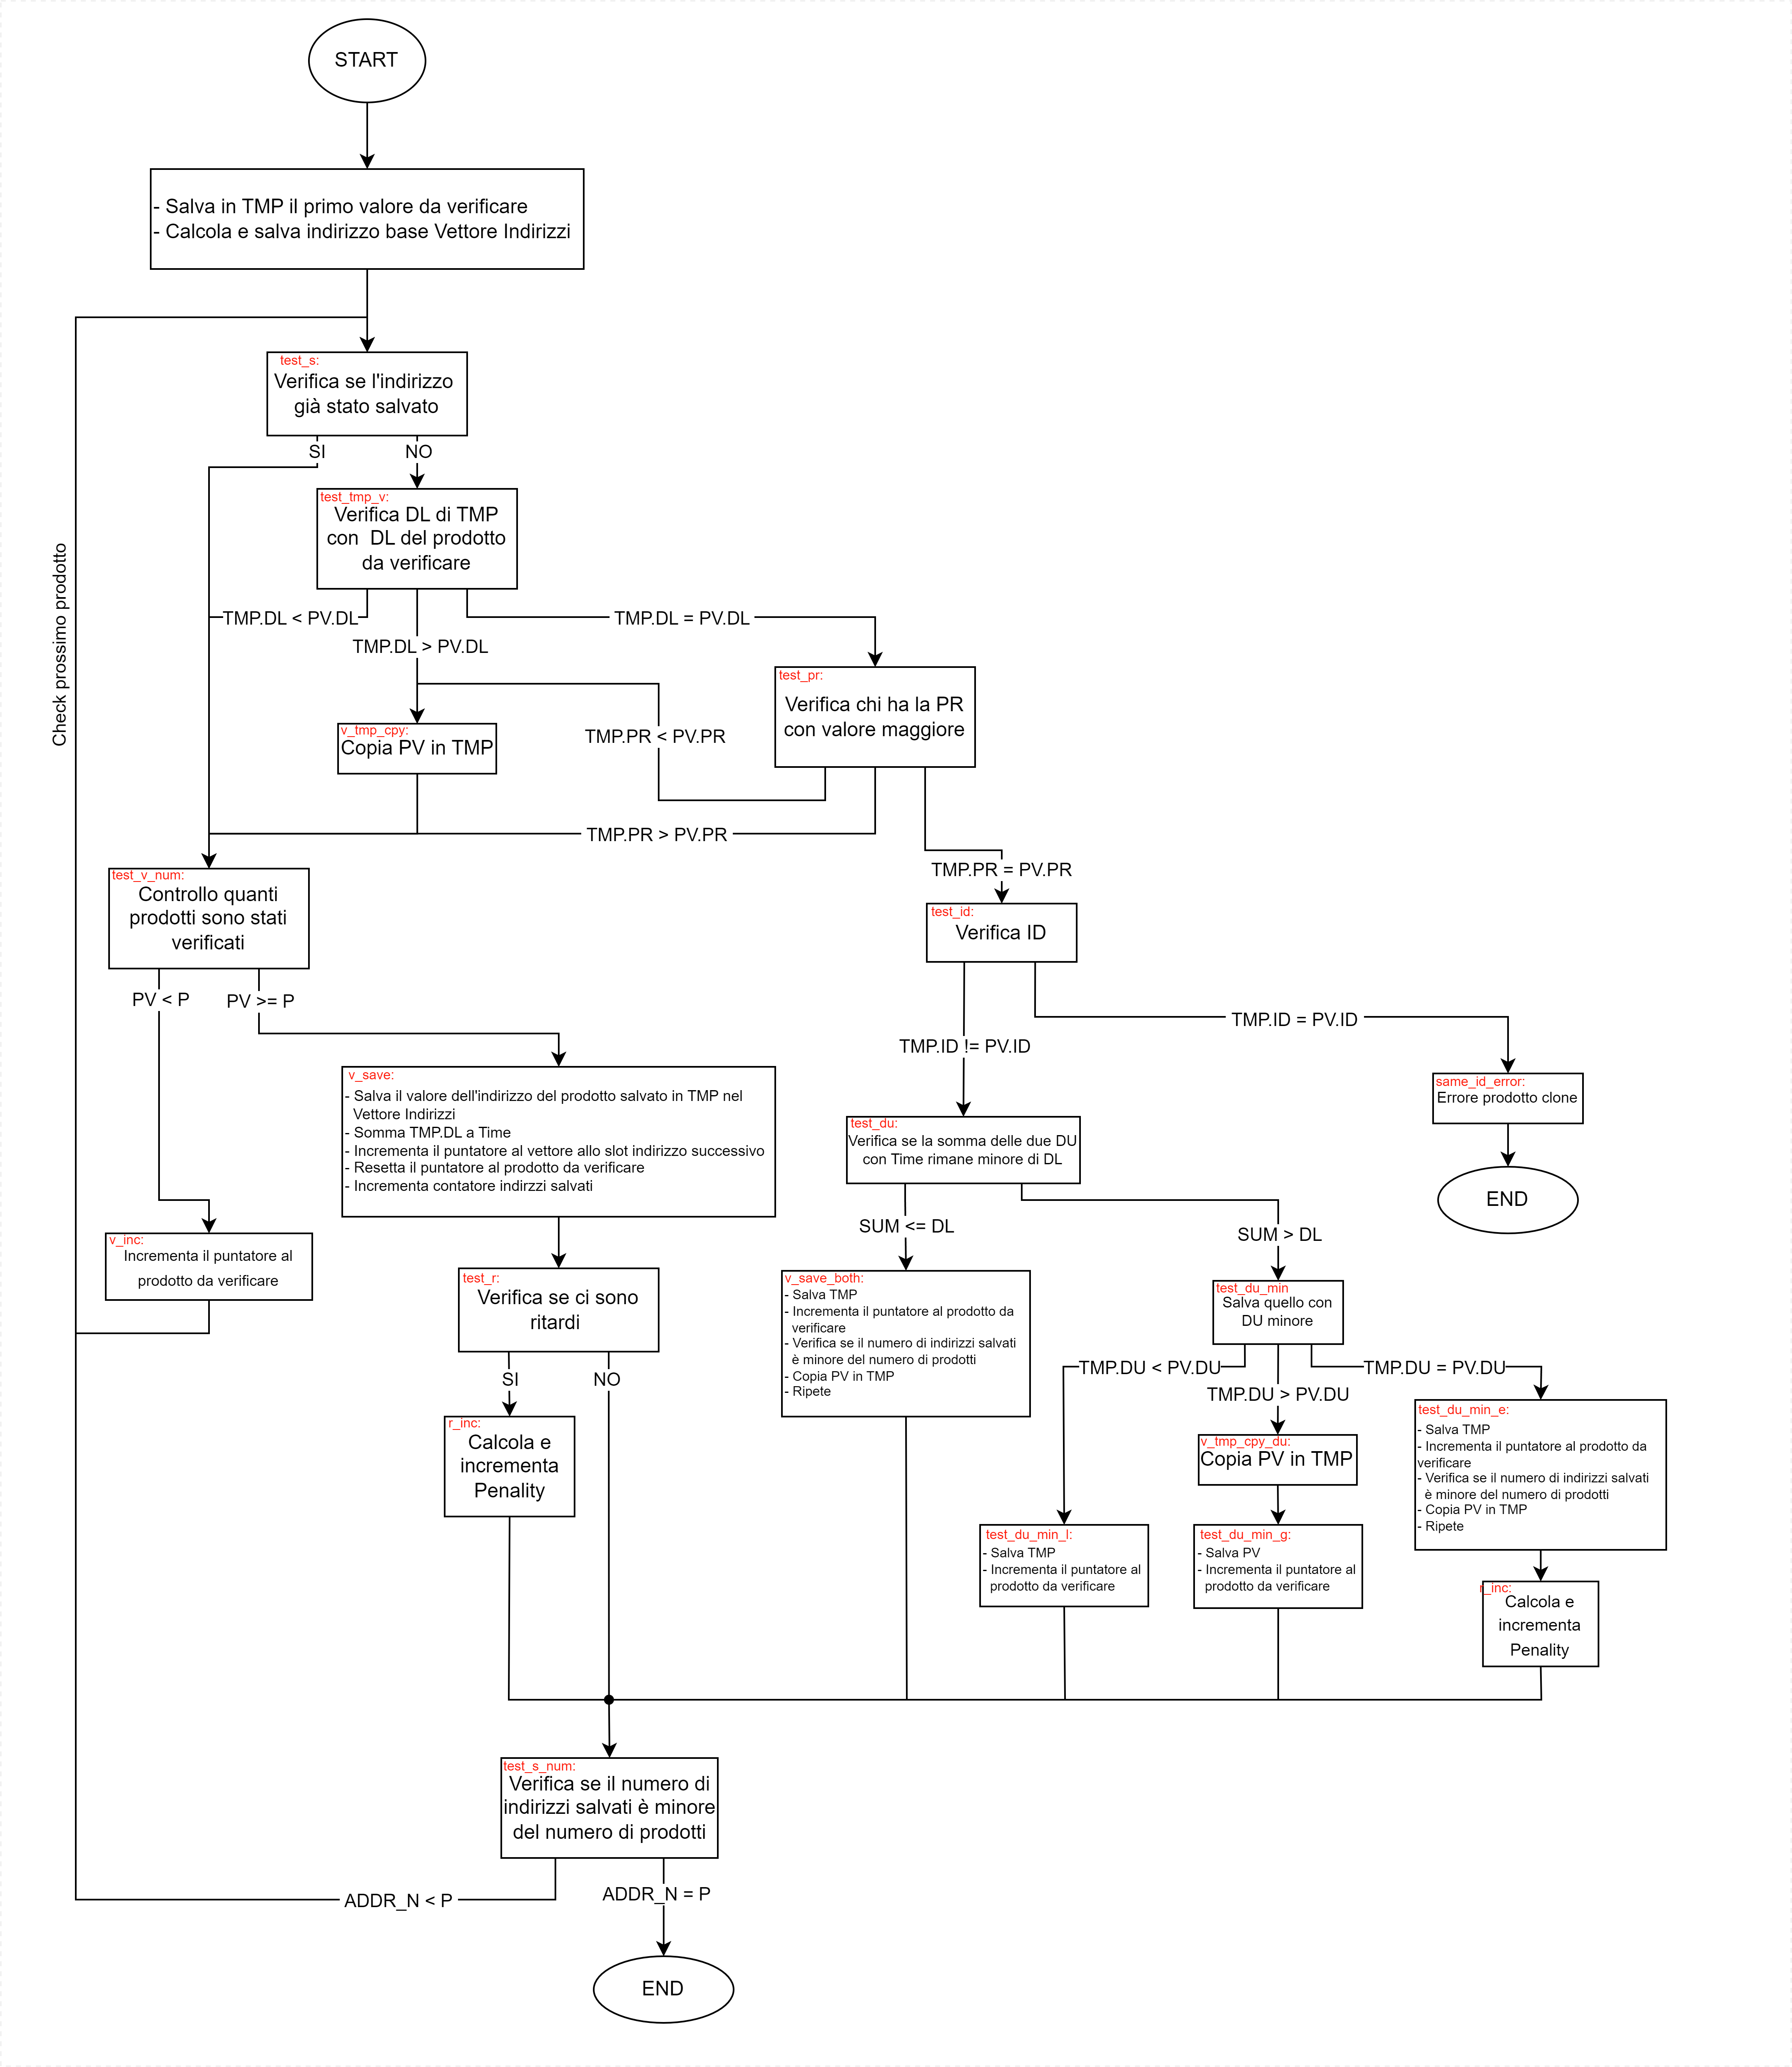 START
- Salva in TMP il primo valore da verificare
- Calcola e salva indirizzo base Vettore Indirizzi
test_s:
Verifica se l'indirizzo
già stato salvato
SI
NO
test_tmp_v:
Verifica DL di TMP
con DL del prodotto
da verificare
Check prossimo prodotto
TMP.DL < PV.DL
TMP.DL > PV.DL
TMP.DL = PV.DL
test_pr:
Verifica chi ha la PR
con valore maggiore
v_tmp_cpy:
Copia PV in TMP
TMP.PR < PV.PR
TMP.PR > PV.PR
TMP.PR = PV.PR
test_v_num:
Controllo quanti
prodotti sono stati
verificati
test_id:
Verifica ID
PV < P
PV >= P
TMP.ID != PV.ID
TMP.ID = PV.ID
v_save:
- Salva il valore dell'indirizzo del prodotto salvato in TMP nel
Vettore Indirizzi
- Somma TMP.DL a Time
- Incrementa il puntatore al vettore allo slot indirizzo successivo
- Resetta il puntatore al prodotto da verificare
- Incrementa contatore indirzzi salvati
same_id_error:
Errore prodotto clone
test_du:
Verifica se la somma delle due DU
con Time rimane minore di DL
END
SUM <= DL
SUM > DL
v_inc:
Incrementa il puntatore al
prodotto da verificare
test_r:
Verifica se ci sono
ritardi
v_save_both:
- Salva TMP
- Incrementa il puntatore al prodotto da
verificare
- Verifica se il numero di indirizzi salvati
è minore del numero di prodotti
- Copia PV in TMP
- Ripete
test_du_min
Salva quello con
DU minore
SI
NO
TMP.DU < PV.DU
TMP.DU > PV.DU
TMP.DU = PV.DU
r_inc:
Calcola e
incrementa
Penality
v_tmp_cpy_du:
Copia PV in TMP
test_du_min_e:
- Salva TMP
- Incrementa il puntatore al prodotto da
verificare
- Verifica se il numero di indirizzi salvati
è minore del numero di prodotti
- Copia PV in TMP
- Ripete
test_du_min_l:
- Salva TMP
- Incrementa il puntatore al
prodotto da verificare
test_du_min_g:
- Salva PV
- Incrementa il puntatore al
prodotto da verificare
r_inc:
Calcola e
incrementa
Penality
test_s_num:
Verifica se il numero di
indirizzi salvati è minore
del numero di prodotti
ADDR_N < P
ADDR_N = P
END